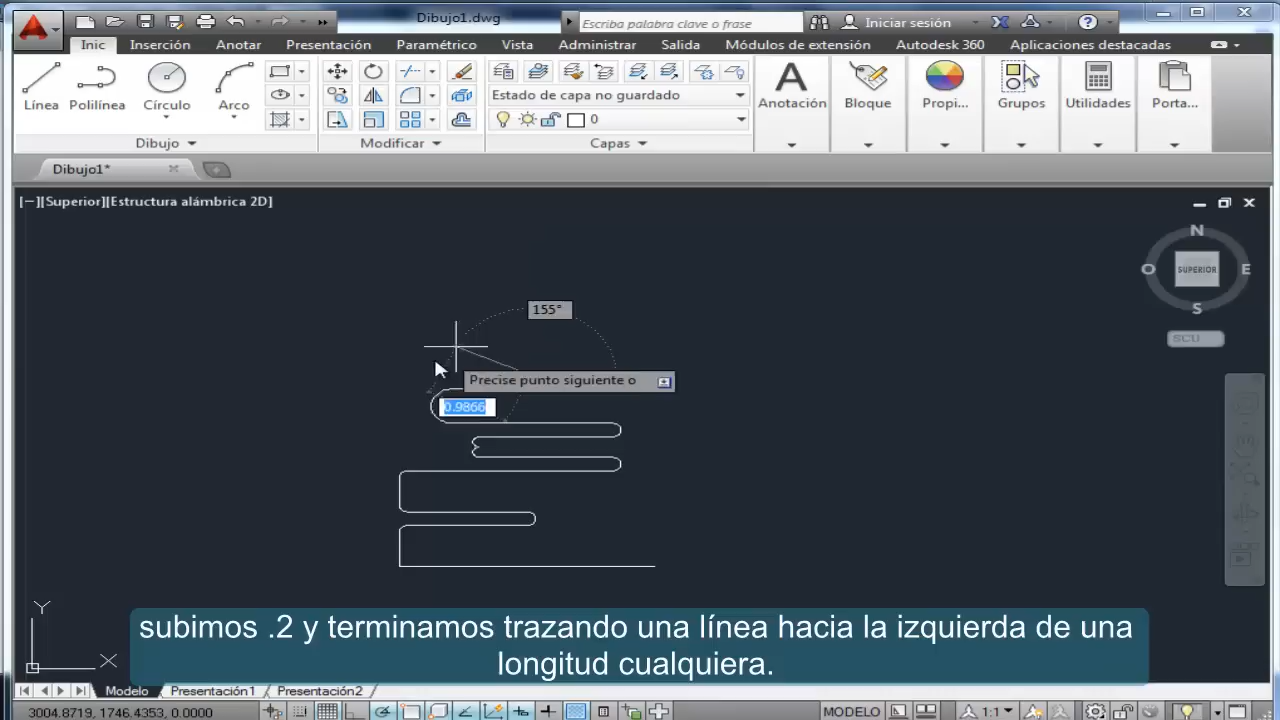 Dibujo1.dwg
Escriba palabra clave o frase
Iniciar sesión
Inic Inserción Anotar Presentación Paramétrico Vista Administrar Salida Módulos de extensión Autodesk 360 Aplicaciones destacadas
Línea Polilínea Círculo Arco
Estado de capa no guardado
0
Anotación Bloque Propi... Grupos Utilidades Porta...
Dibujo Modificar Capas
Dibujo1*
[−][Superior][Estructura alámbrica 2D]
N
O SUPERIOR E
S
SCU
155°
Precise punto siguiente o
0.9866
Y
X
subimos .2 y terminamos trazando una línea hacia la izquierda de una
longitud cualquiera.
Modelo Presentación1 Presentación2
3004.8719, 1746.4353, 0.0000
MODELO
1:1